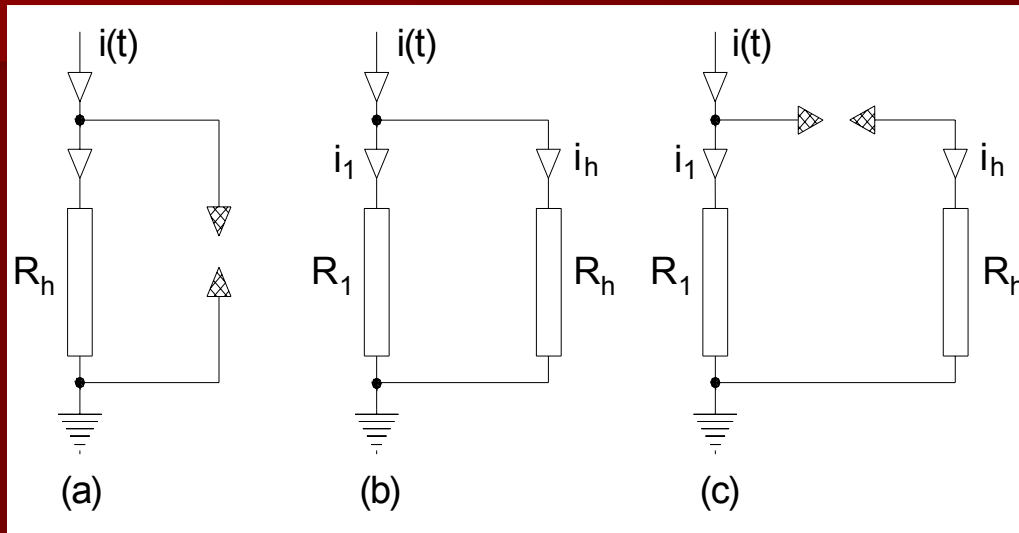 i(t) i(t) i(t)
i₁ iₕ i₁ iₕ
Rₕ R₁ Rₕ R₁ Rₕ
(a) (b) (c)